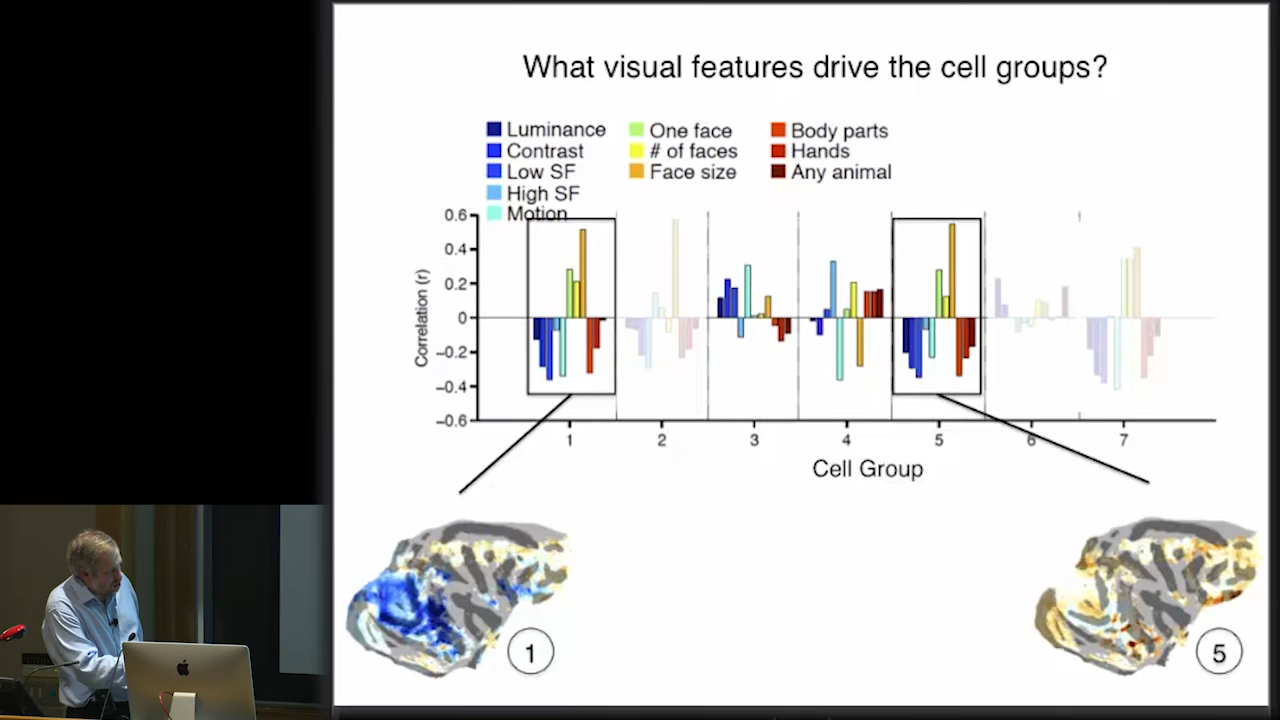 What visual features drive the cell groups?
Luminance
Contrast
Low SF
High SF
Motion
One face
# of faces
Face size
Body parts
Hands
Any animal
Correlation (r)
0.6
0.4
0.2
0
−0.2
−0.4
−0.6
1 2 3 4 5 6 7
Cell Group
1
5